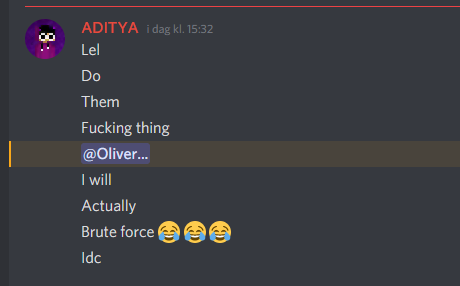 ADITYA i dag kl. 15:32
Lel
Do
Them
Fucking thing
@Oliver...
I will
Actually
Brute force 😂😂😂
Idc